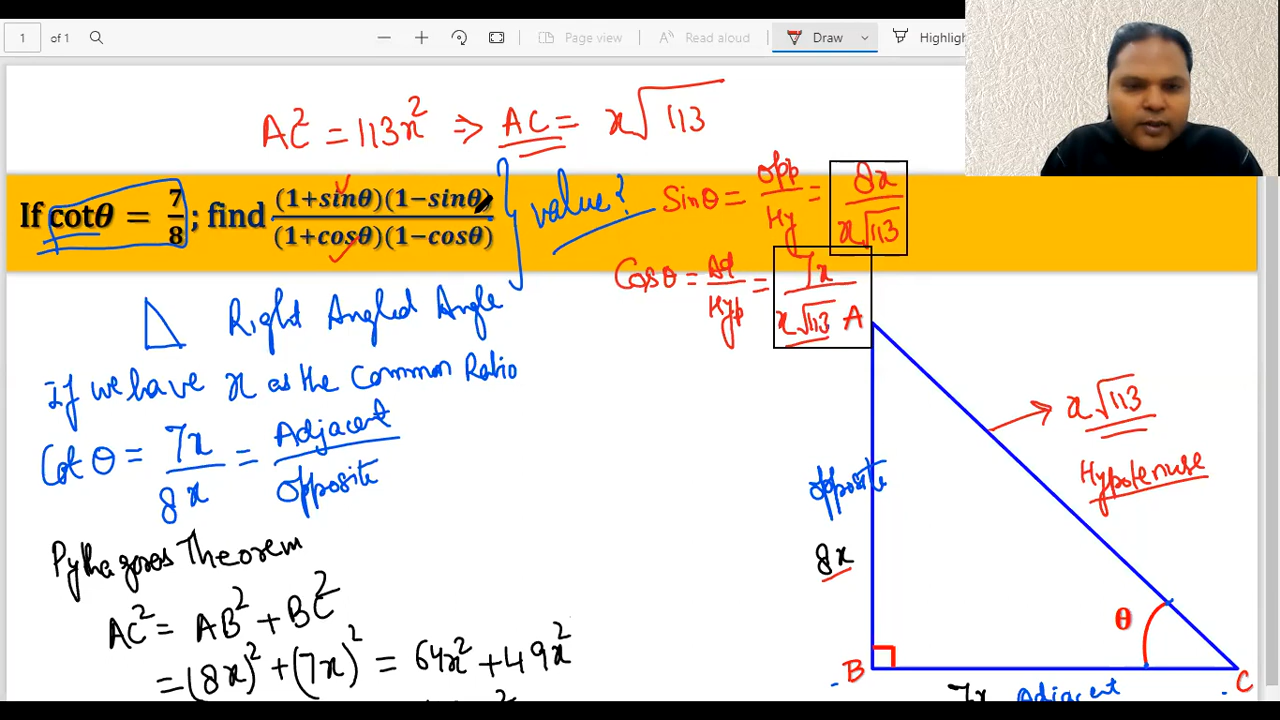 1 of 1 Page view Read aloud Draw Highligh
AC² = 113x² ⇒ AC = x√113
If cotθ = 7/8; find (1+sinθ)(1−sinθ)/(1+cosθ)(1−cosθ) } value?
Sinθ = opp/Hy = 8x/x√113
Cosθ = Ad/Hyp = 7x/x√113
Right Angled Angle
If we have x as the Common Ratio
Cot θ = 7x/8x = Adjacent/opposite
Pythagoras Theorem
AC² = AB² + BC²
= (8x)² + (7x)² = 64x² + 49x²
A
x√113
Hypotenuse
opposite
8x
θ
B
C
7x Adjacent